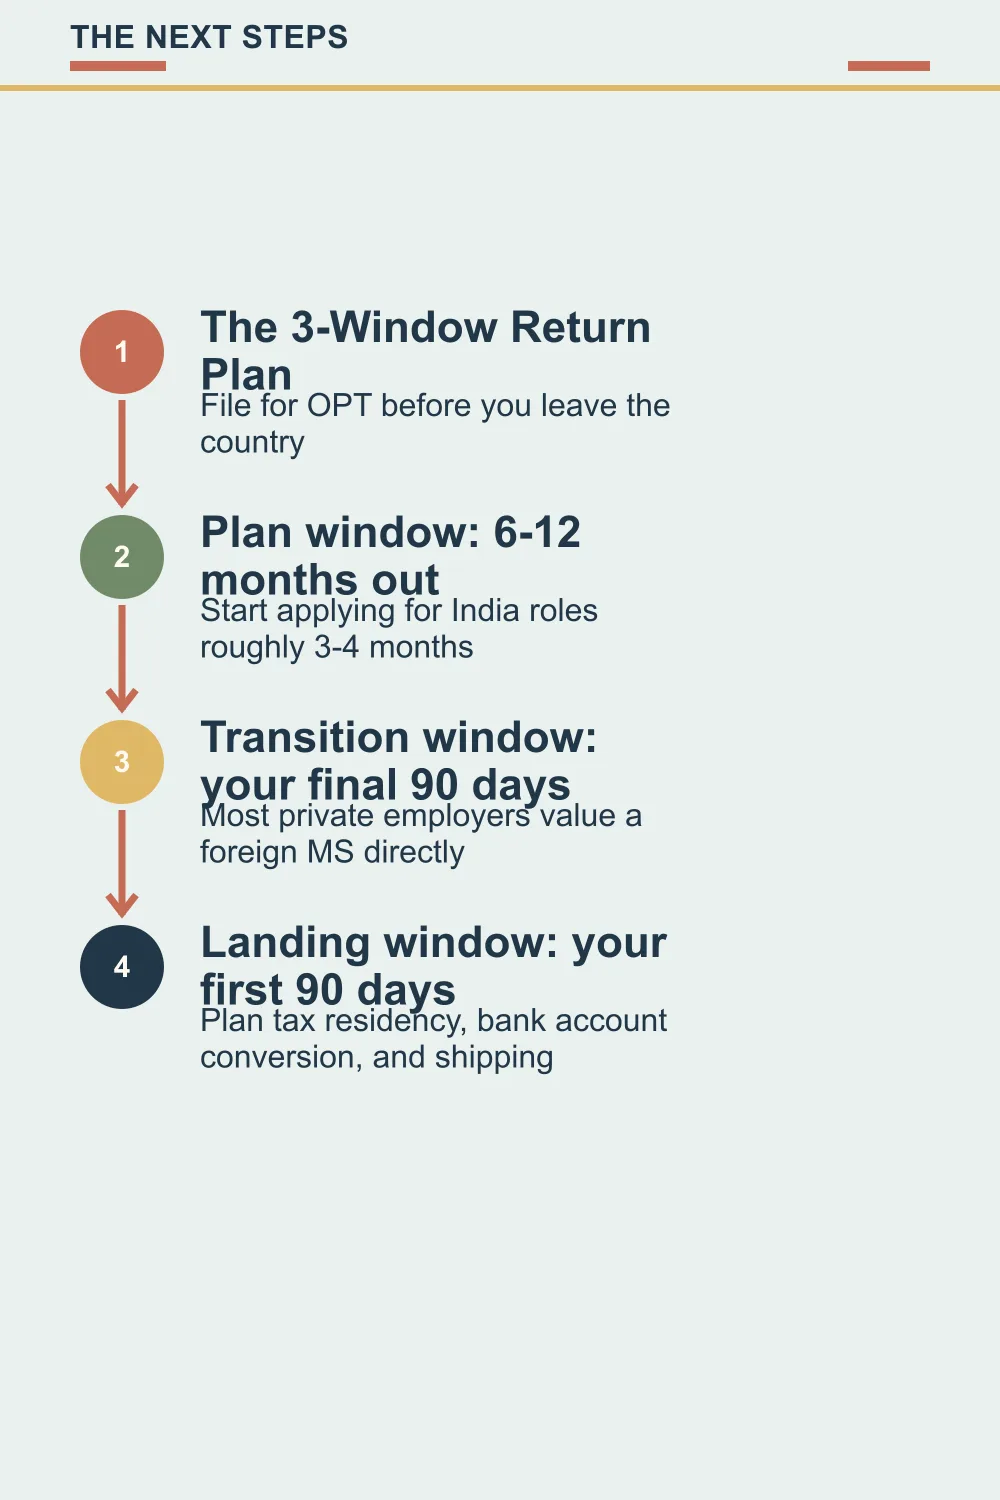 THE NEXT STEPS
1
The 3-Window Return
Plan
File for OPT before you leave the
country
2
Plan window: 6-12
months out
Start applying for India roles
roughly 3-4 months
3
Transition window:
your final 90 days
Most private employers value a
foreign MS directly
4
Landing window: your
first 90 days
Plan tax residency, bank account
conversion, and shipping